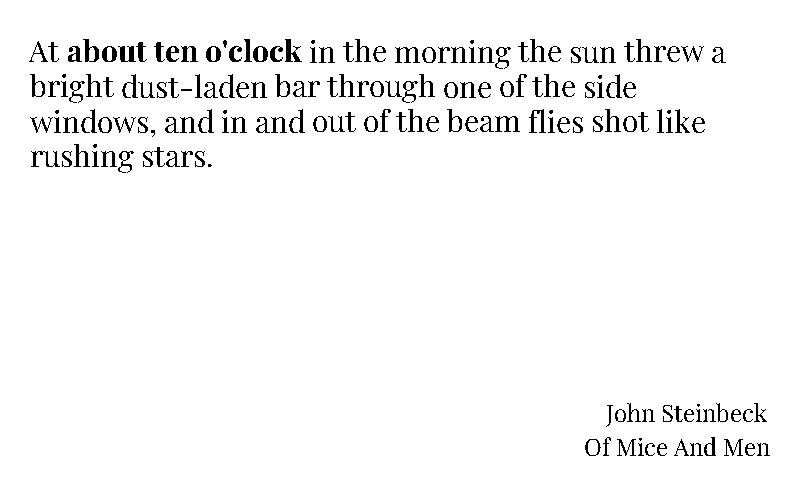 At about ten o'clock in the morning the sun threw a
bright dust-laden bar through one of the side
windows, and in and out of the beam flies shot like
rushing stars.
John Steinbeck
Of Mice And Men